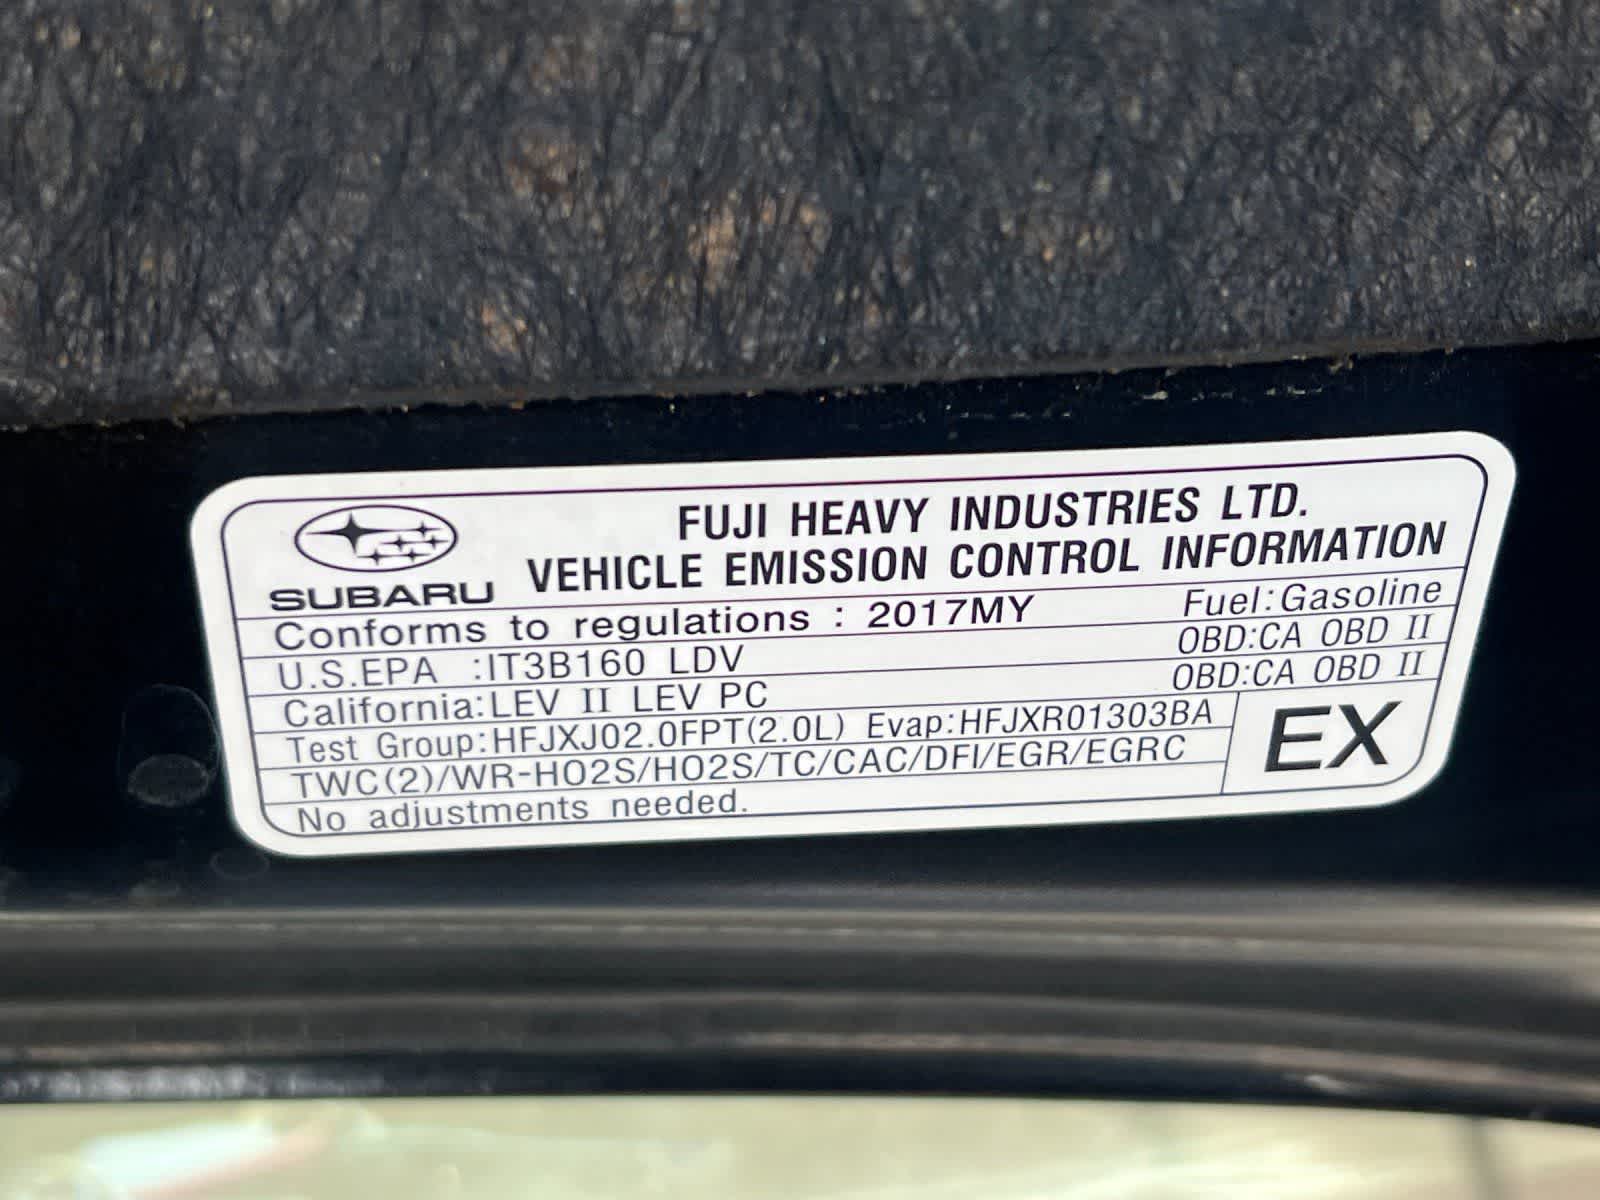 FUJI HEAVY INDUSTRIES LTD.
SUBARU VEHICLE EMISSION CONTROL INFORMATION
Conforms to regulations : 2017MY Fuel:Gasoline
U.S.EPA :IT3B160 LDV OBD:CA OBD II
California:LEV II LEV PC OBD:CA OBD II
Test Group:HFJXJ02.0FPT(2.0L) Evap:HFJXR01303BA
TWC(2)/WR-HO2S/HO2S/TC/CAC/DFI/EGR/EGRC
EX
No adjustments needed.